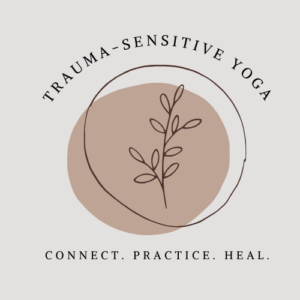 TRAUMA-SENSITIVE YOGA
CONNECT. PRACTICE. HEAL.